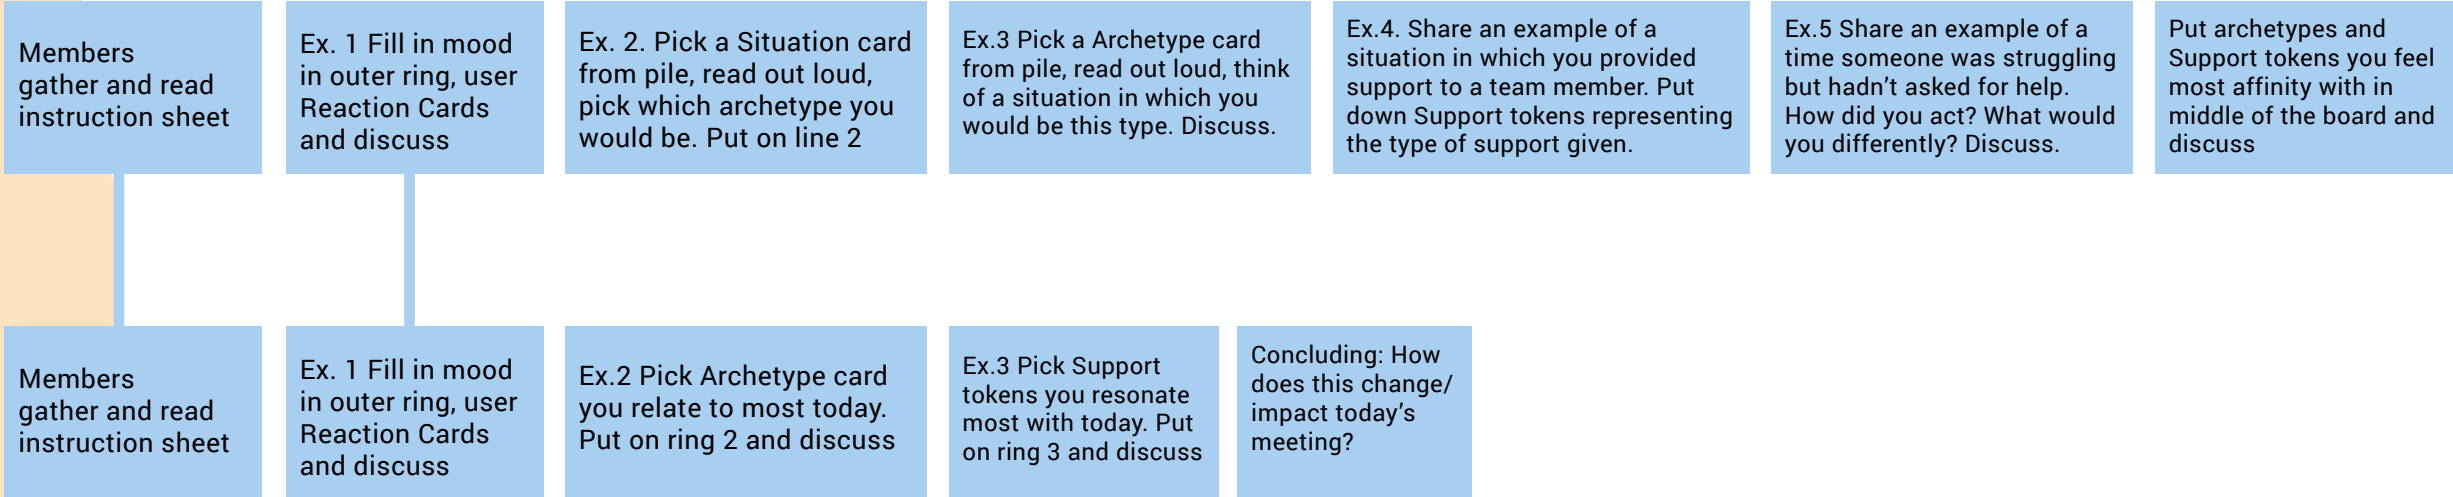 Members
gather and read
instruction sheet
Ex. 1 Fill in mood
in outer ring, user
Reaction Cards
and discuss
Ex. 2. Pick a Situation card
from pile, read out loud,
pick which archetype you
would be. Put on line 2
Ex.3 Pick a Archetype card
from pile, read out loud, think
of a situation in which you
would be this type. Discuss.
Ex.4. Share an example of a
situation in which you provided
support to a team member. Put
down Support tokens representing
the type of support given.
Ex.5 Share an example of a
time someone was struggling
but hadn’t asked for help.
How did you act? What would
you differently? Discuss.
Put archetypes and
Support tokens you feel
most affinity with in
middle of the board and
discuss
Members
gather and read
instruction sheet
Ex. 1 Fill in mood
in outer ring, user
Reaction Cards
and discuss
Ex.2 Pick Archetype card
you relate to most today.
Put on ring 2 and discuss
Ex.3 Pick Support
tokens you resonate
most with today. Put
on ring 3 and discuss
Concluding: How
does this change/
impact today’s
meeting?